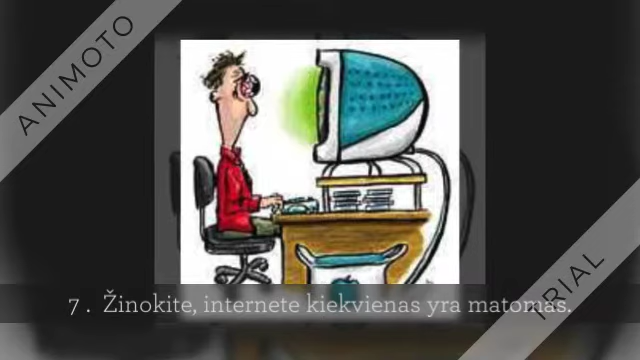 ANIMOTO
7 . Žinokite, internete kiekvienas yra matomas.
TRIAL